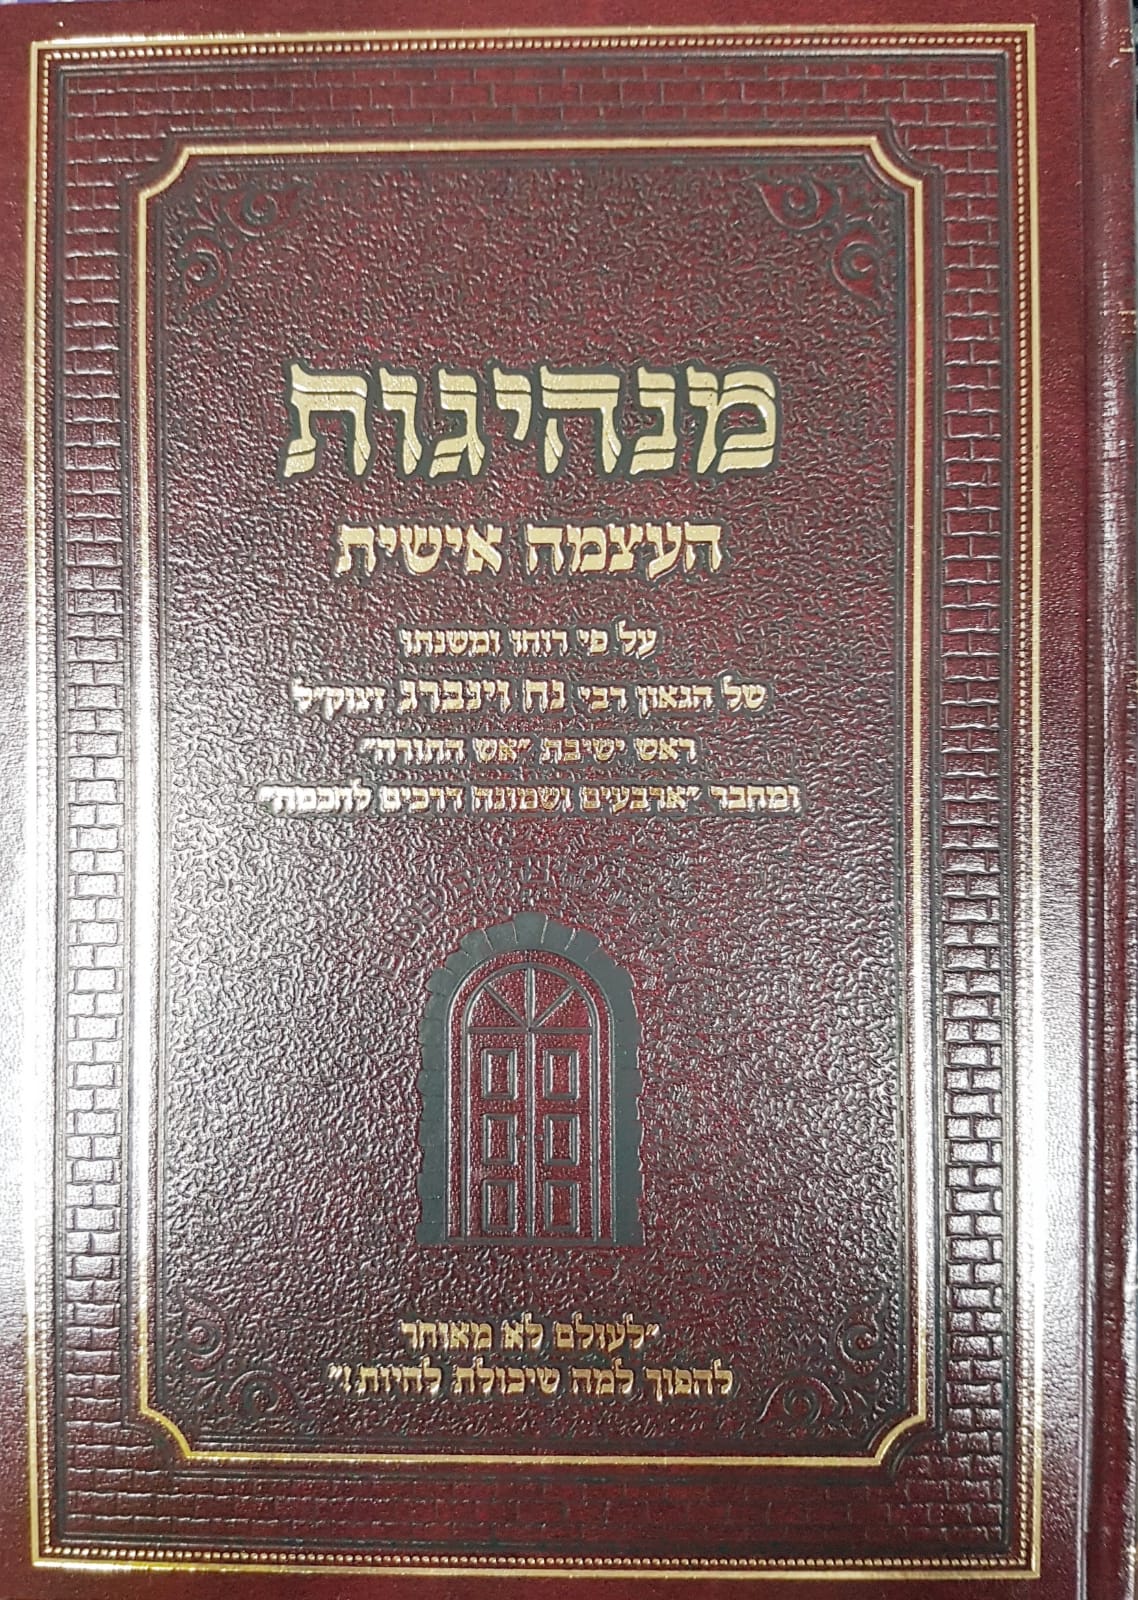 מנהיגות
העצמה אישית
על פי רוחו ומשנתו
של הגאון רבי נח וינברג זצוק״ל
ראש ישיבת ״אש התורה״
ומחבר ״ארבעים ושמונה דרכים לחכמה״
״לעולם לא מאוחר
להפוך למה שיכולת להיות!״